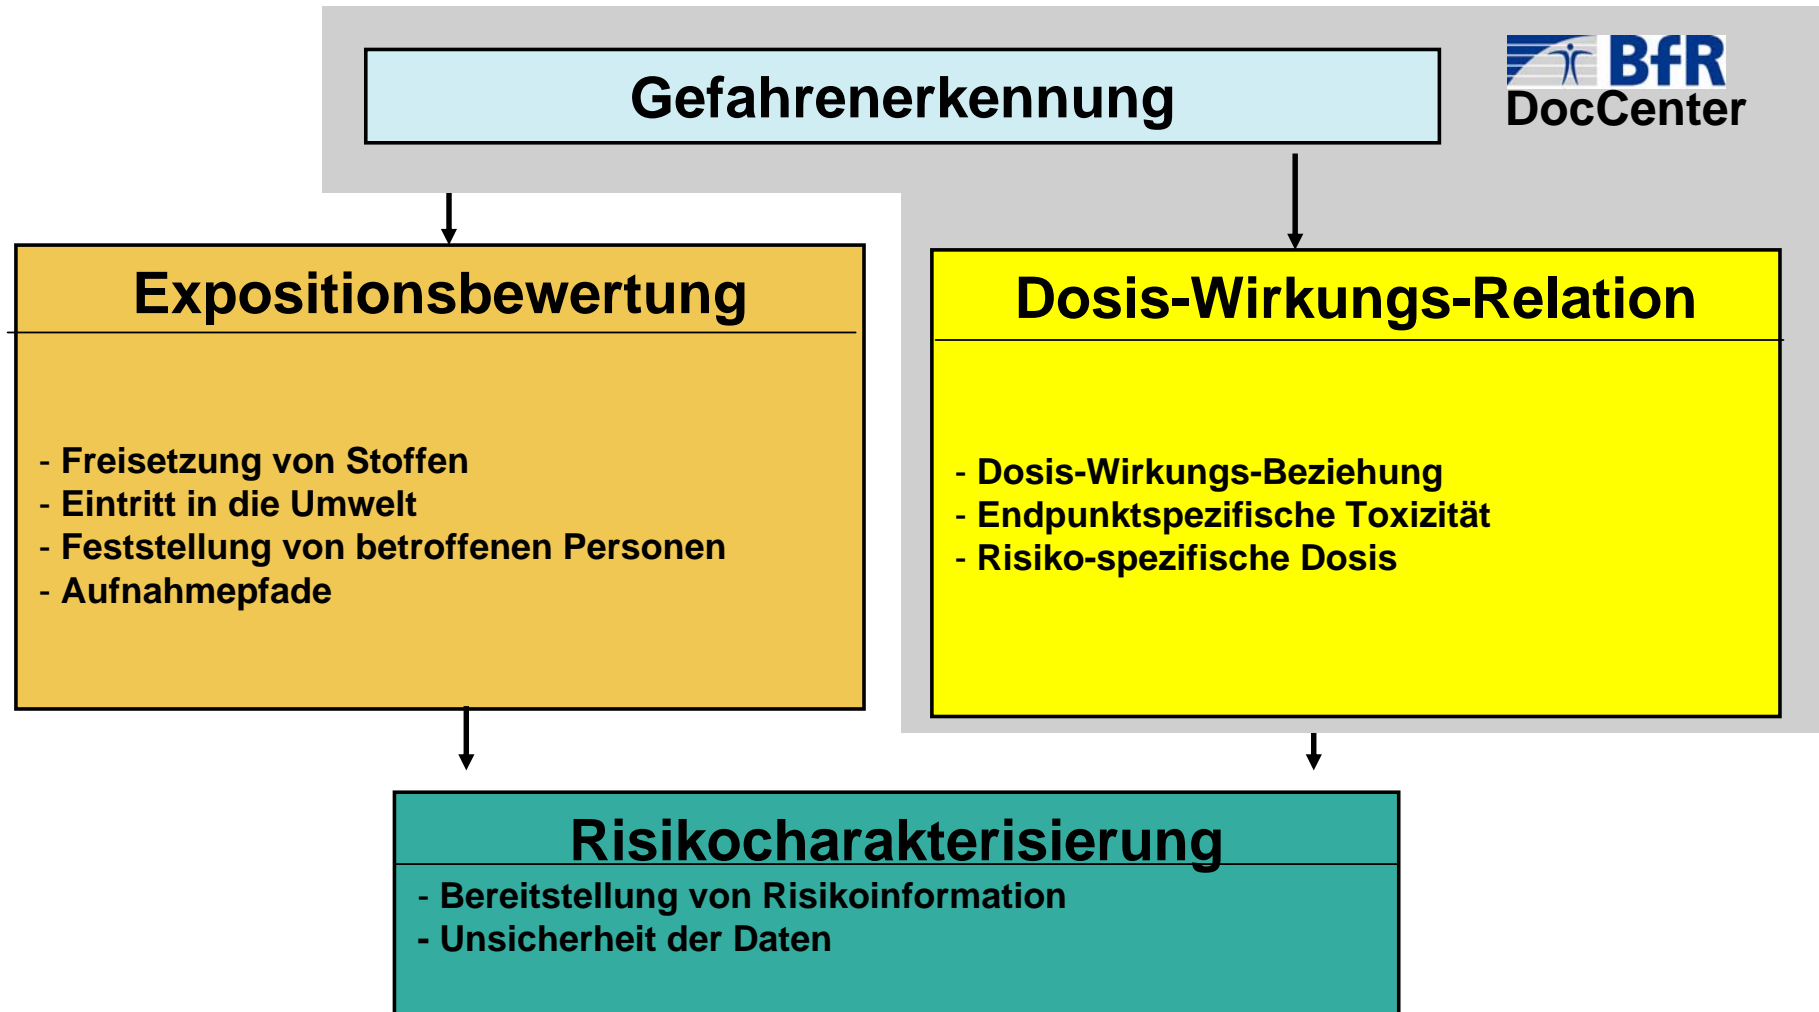 Gefahrenerkennung
BfR
DocCenter
Expositionsbewertung
- Freisetzung von Stoffen
- Eintritt in die Umwelt
- Feststellung von betroffenen Personen
- Aufnahmepfade
Dosis-Wirkungs-Relation
- Dosis-Wirkungs-Beziehung
- Endpunktspezifische Toxizität
- Risiko-spezifische Dosis
Risikocharakterisierung
- Bereitstellung von Risikoinformation
- Unsicherheit der Daten